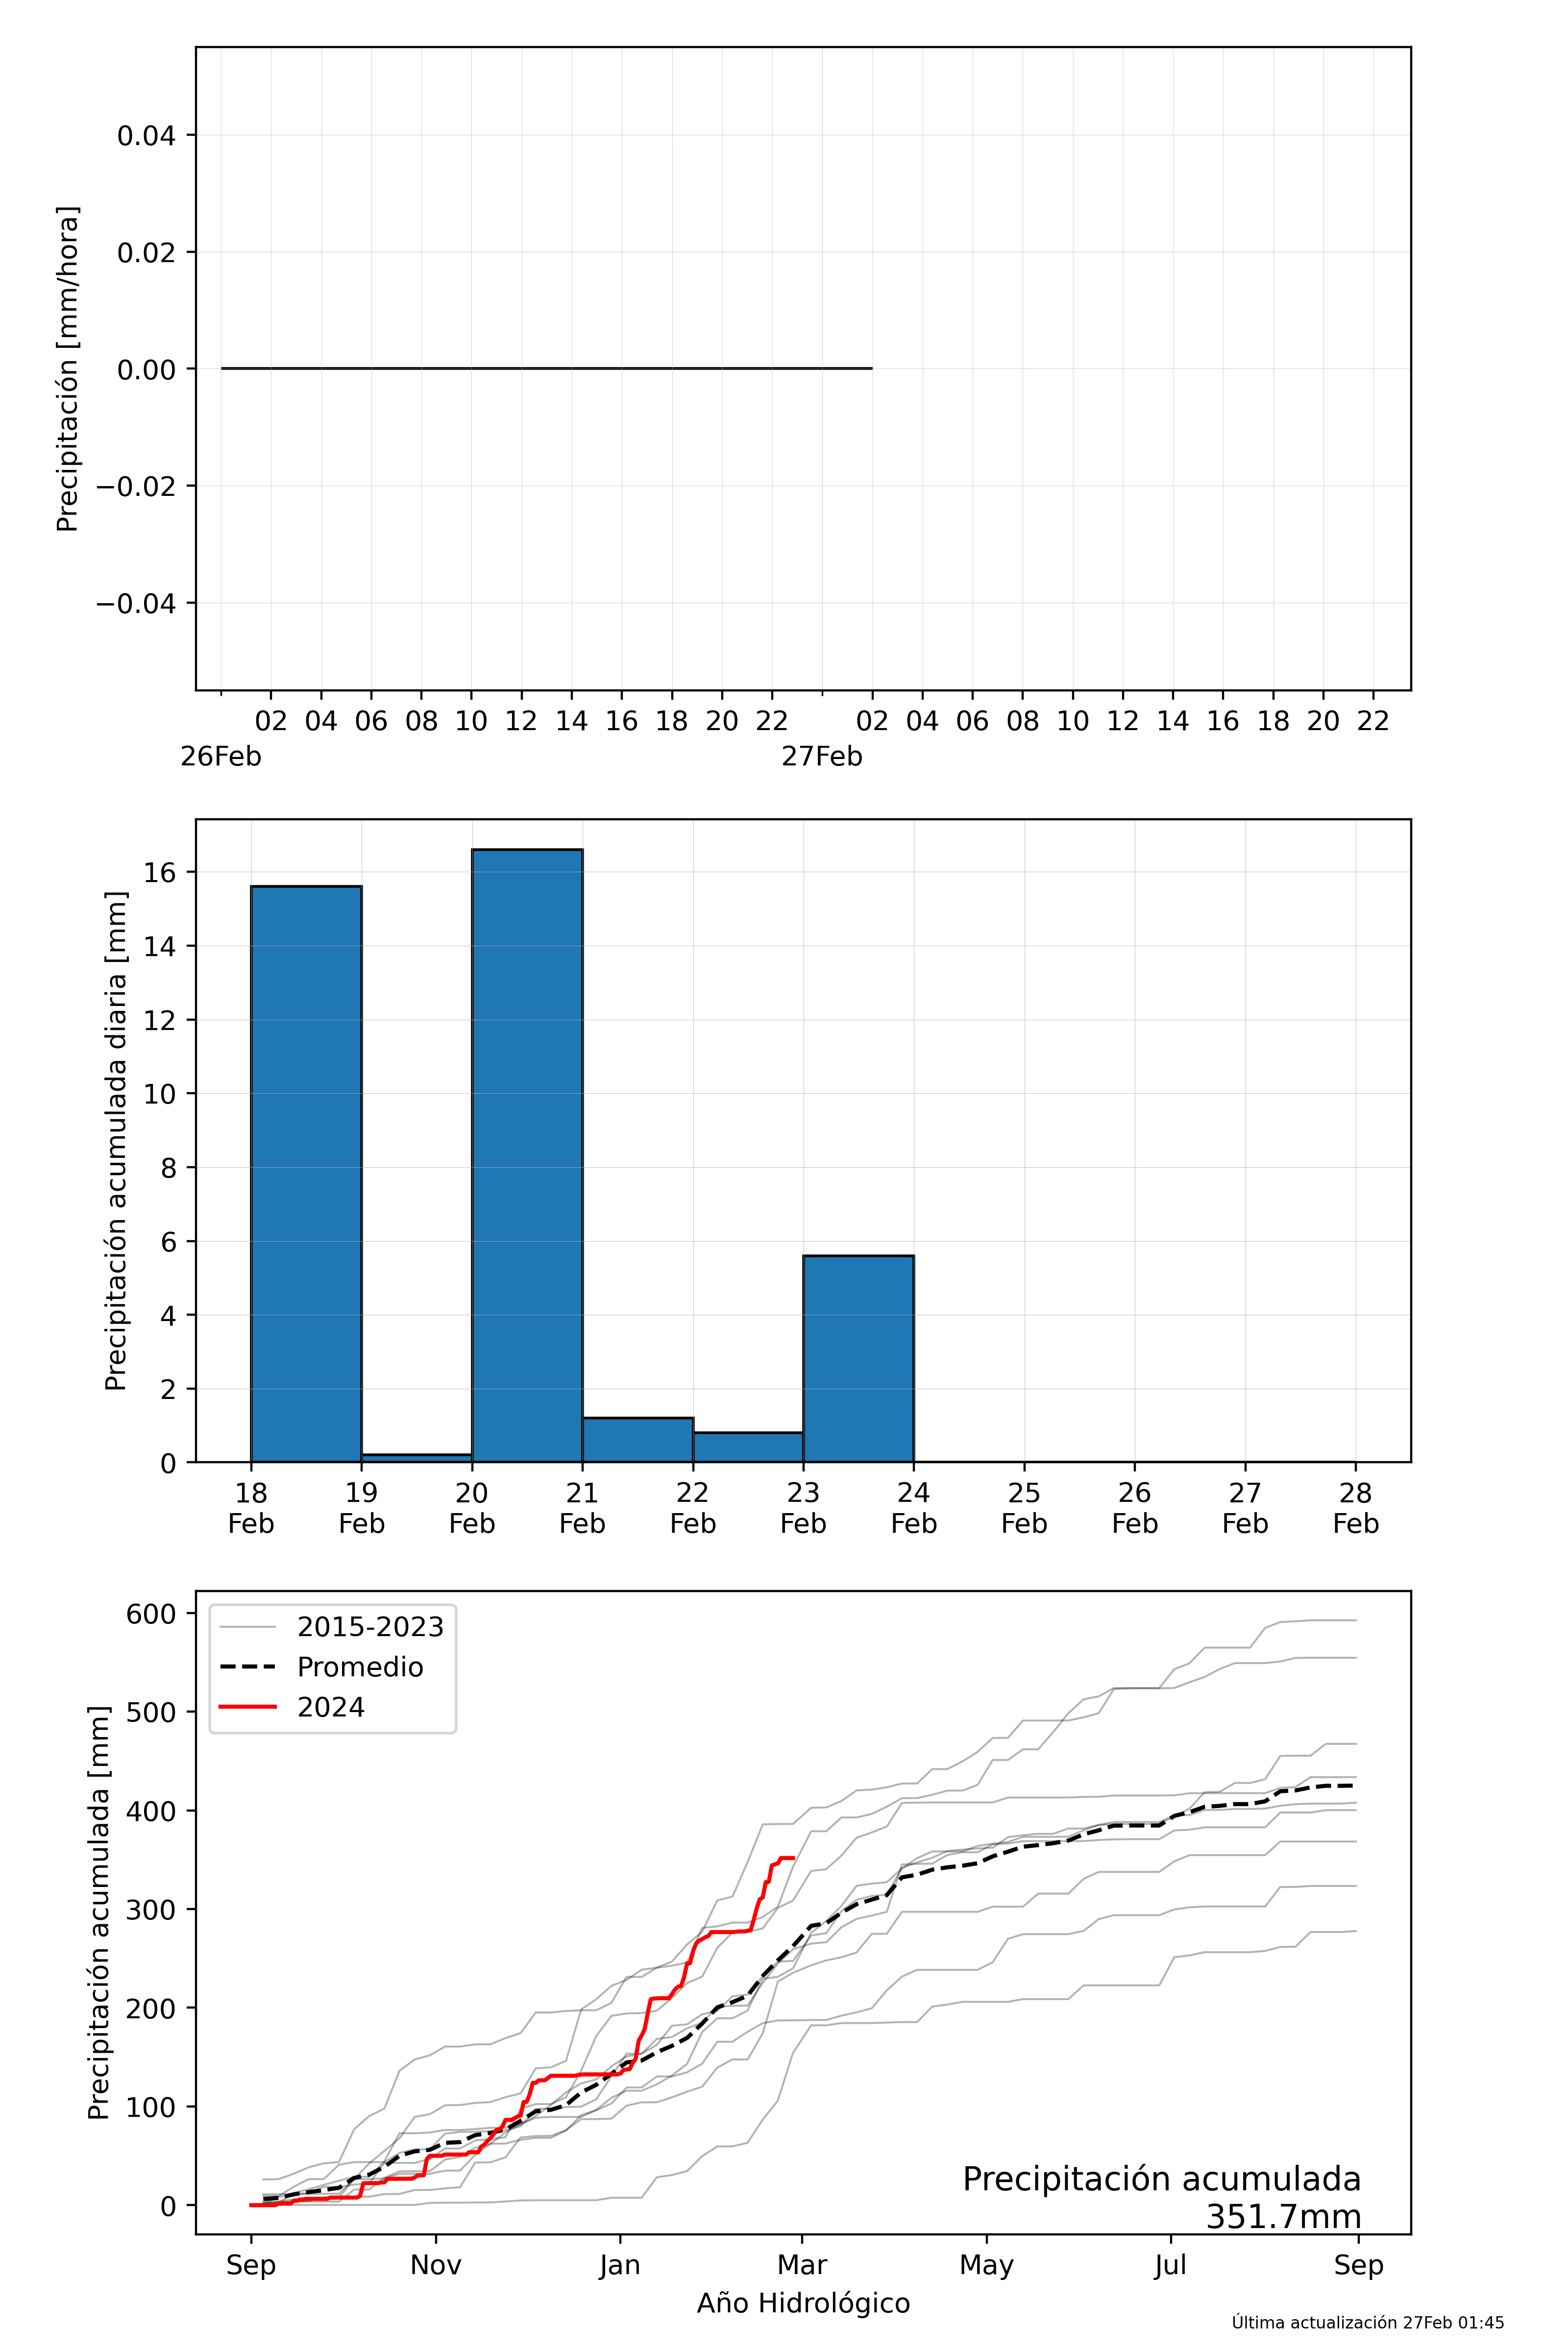 Precipitación [mm/hora]
0.04
0.02
0.00
−0.02
−0.04
02 04 06 08 10 12 14 16 18 20 22 02 04 06 08 10 12 14 16 18 20 22
26Feb 27Feb
Precipitación acumulada diaria [mm]
16
14
12
10
8
6
4
2
0
18 19 20 21 22 23 24 25 26 27 28
Feb Feb Feb Feb Feb Feb Feb Feb Feb Feb Feb
Precipitación acumulada [mm]
600
500
400
300
200
100
0
2015-2023
Promedio
2024
Precipitación acumulada
351.7mm
Sep Nov Jan Mar May Jul Sep
Año Hidrológico
Última actualización 27Feb 01:45